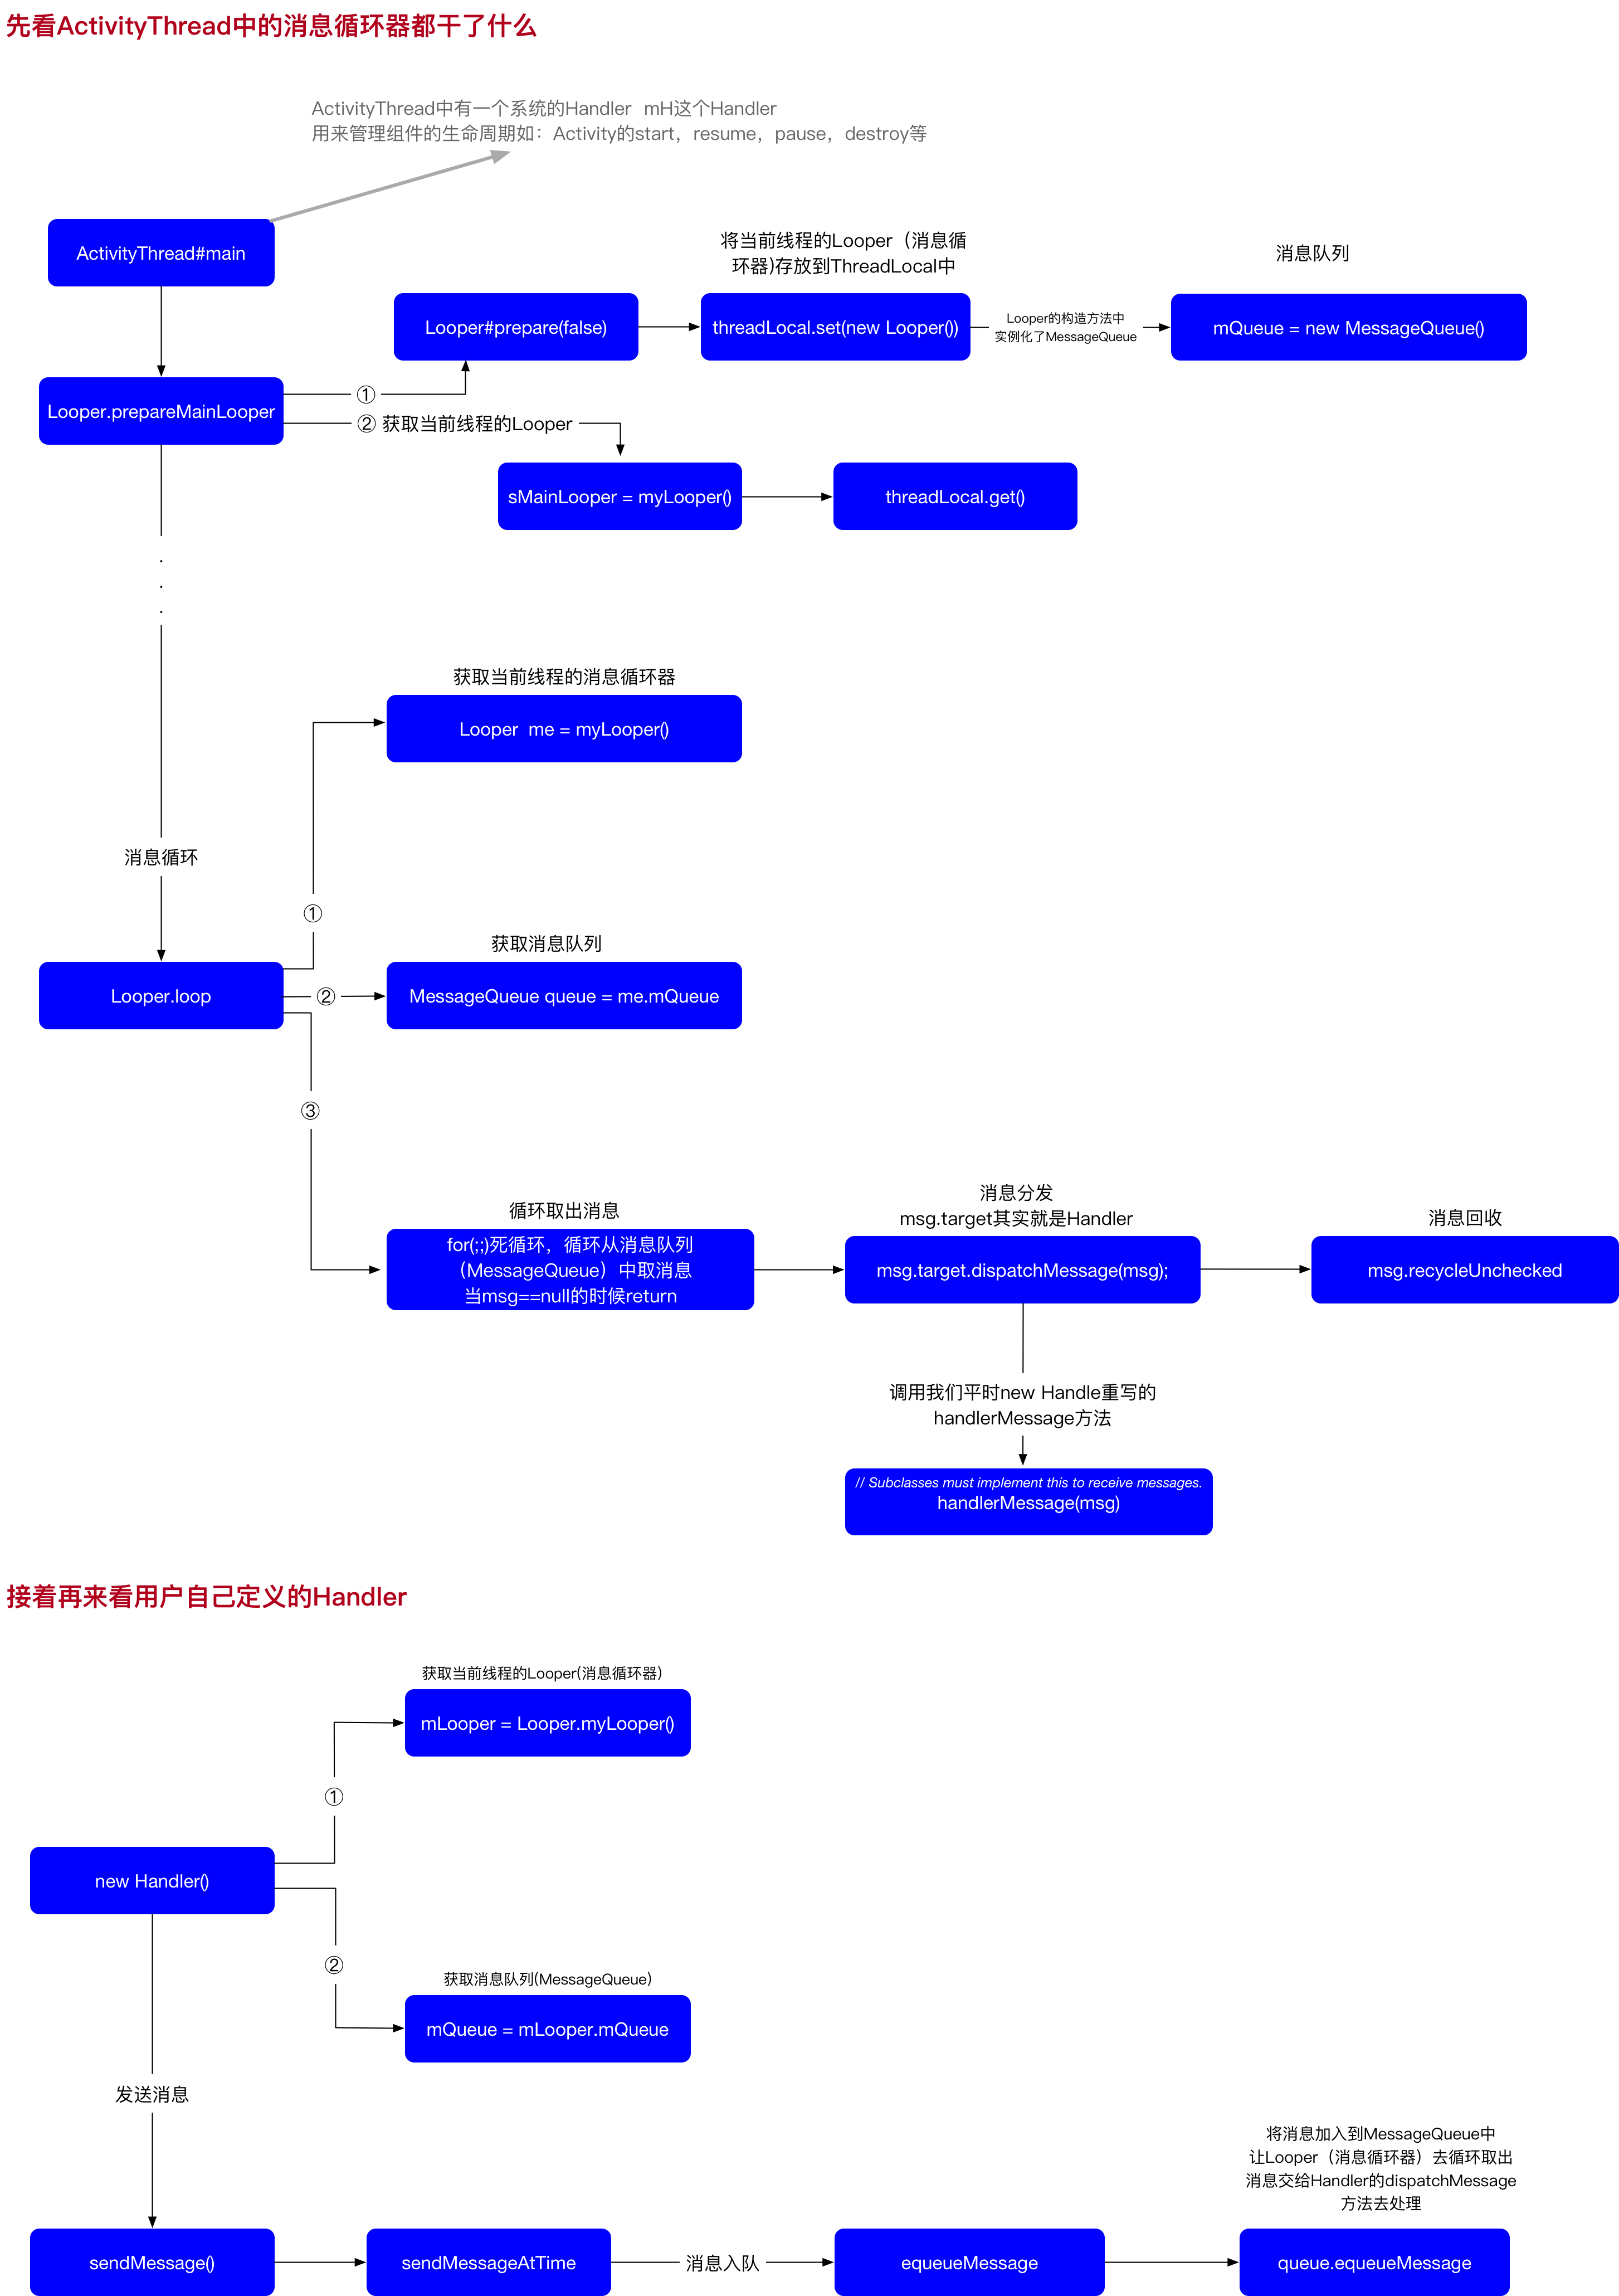 先看ActivityThread中的消息循环器都干了什么
ActivityThread中有一个系统的Handler  mH这个Handler
用来管理组件的生命周期如：Activity的start，resume，pause，destroy等
ActivityThread#main
将当前线程的Looper（消息循
环器)存放到ThreadLocal中
消息队列
Looper#prepare(false)
threadLocal.set(new Looper())
Looper的构造方法中
实例化了MessageQueue
mQueue = new MessageQueue()
Looper.prepareMainLooper
①
② 获取当前线程的Looper
sMainLooper = myLooper()
threadLocal.get()
.
.
.
获取当前线程的消息循环器
Looper  me = myLooper()
消息循环
①
获取消息队列
Looper.loop
②
MessageQueue queue = me.mQueue
③
循环取出消息
for(;;)死循环，循环从消息队列
（MessageQueue）中取消息
当msg==null的时候return
消息分发
msg.target其实就是Handler
msg.target.dispatchMessage(msg);
消息回收
msg.recycleUnchecked
调用我们平时new Handle重写的
handlerMessage方法
// Subclasses must implement this to receive messages.
handlerMessage(msg)
接着再来看用户自己定义的Handler
获取当前线程的Looper(消息循环器)
mLooper = Looper.myLooper()
①
new Handler()
②
获取消息队列(MessageQueue)
mQueue = mLooper.mQueue
发送消息
将消息加入到MessageQueue中
让Looper（消息循环器）去循环取出
消息交给Handler的dispatchMessage
方法去处理
sendMessage()
sendMessageAtTime
消息入队
equeueMessage
queue.equeueMessage